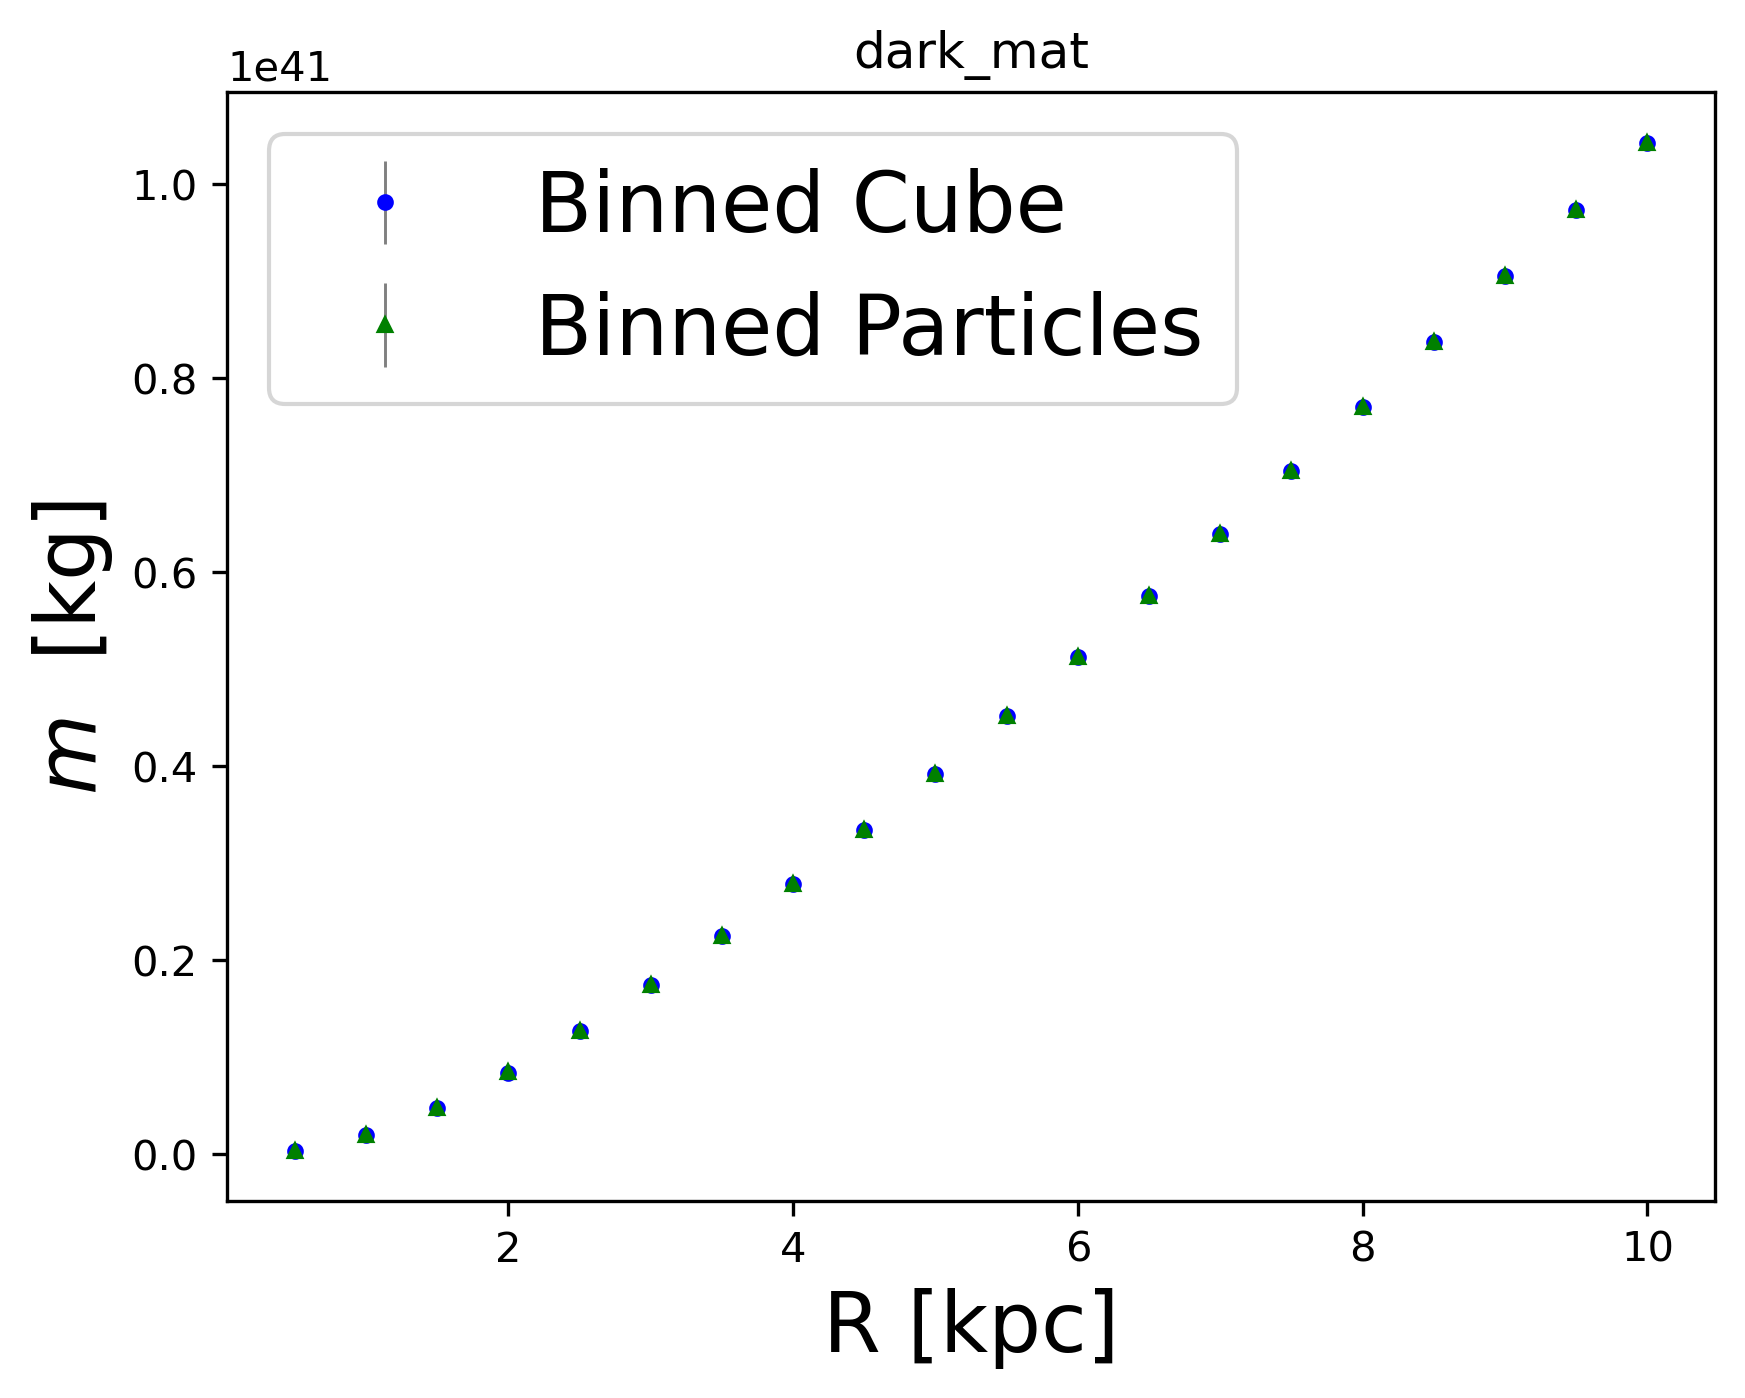 dark_mat
1e41
Binned Cube
Binned Particles
1.0
0.8
0.6
0.4
0.2
0.0
m [kg]
2 4 6 8 10
R [kpc]